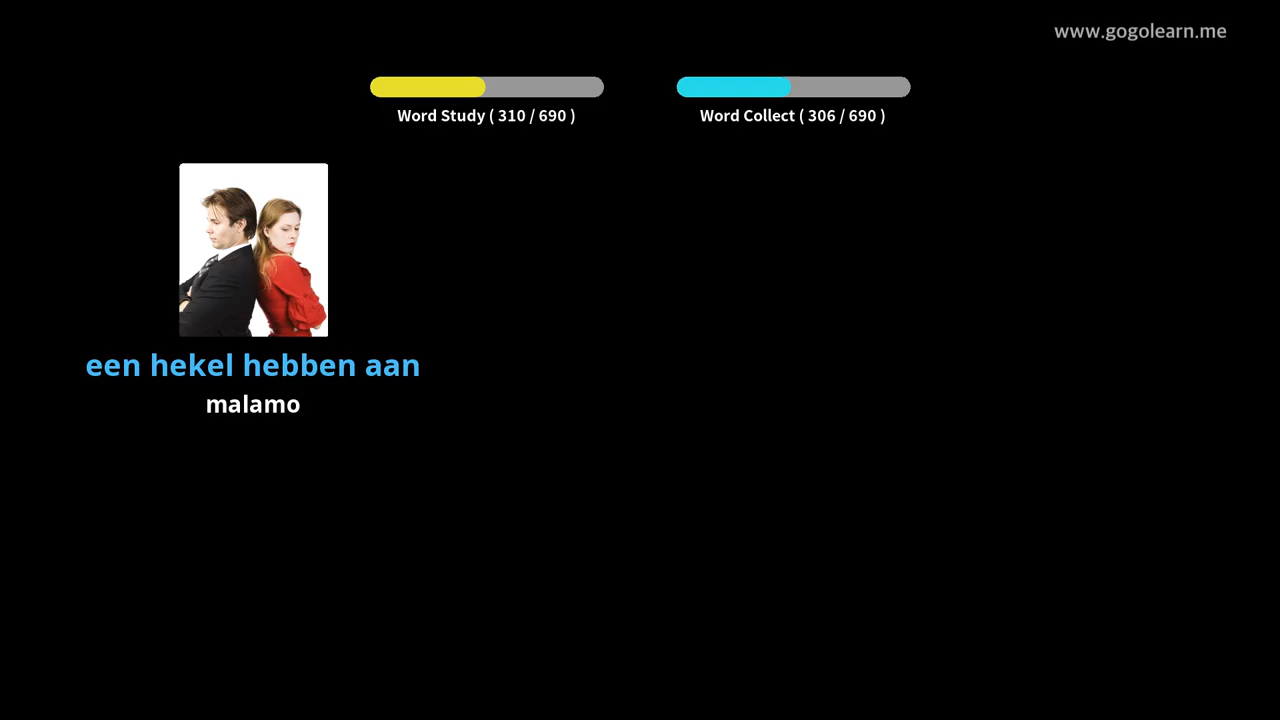 www.gogolearn.me
Word Study ( 310 / 690 )
Word Collect ( 306 / 690 )
een hekel hebben aan
malamo